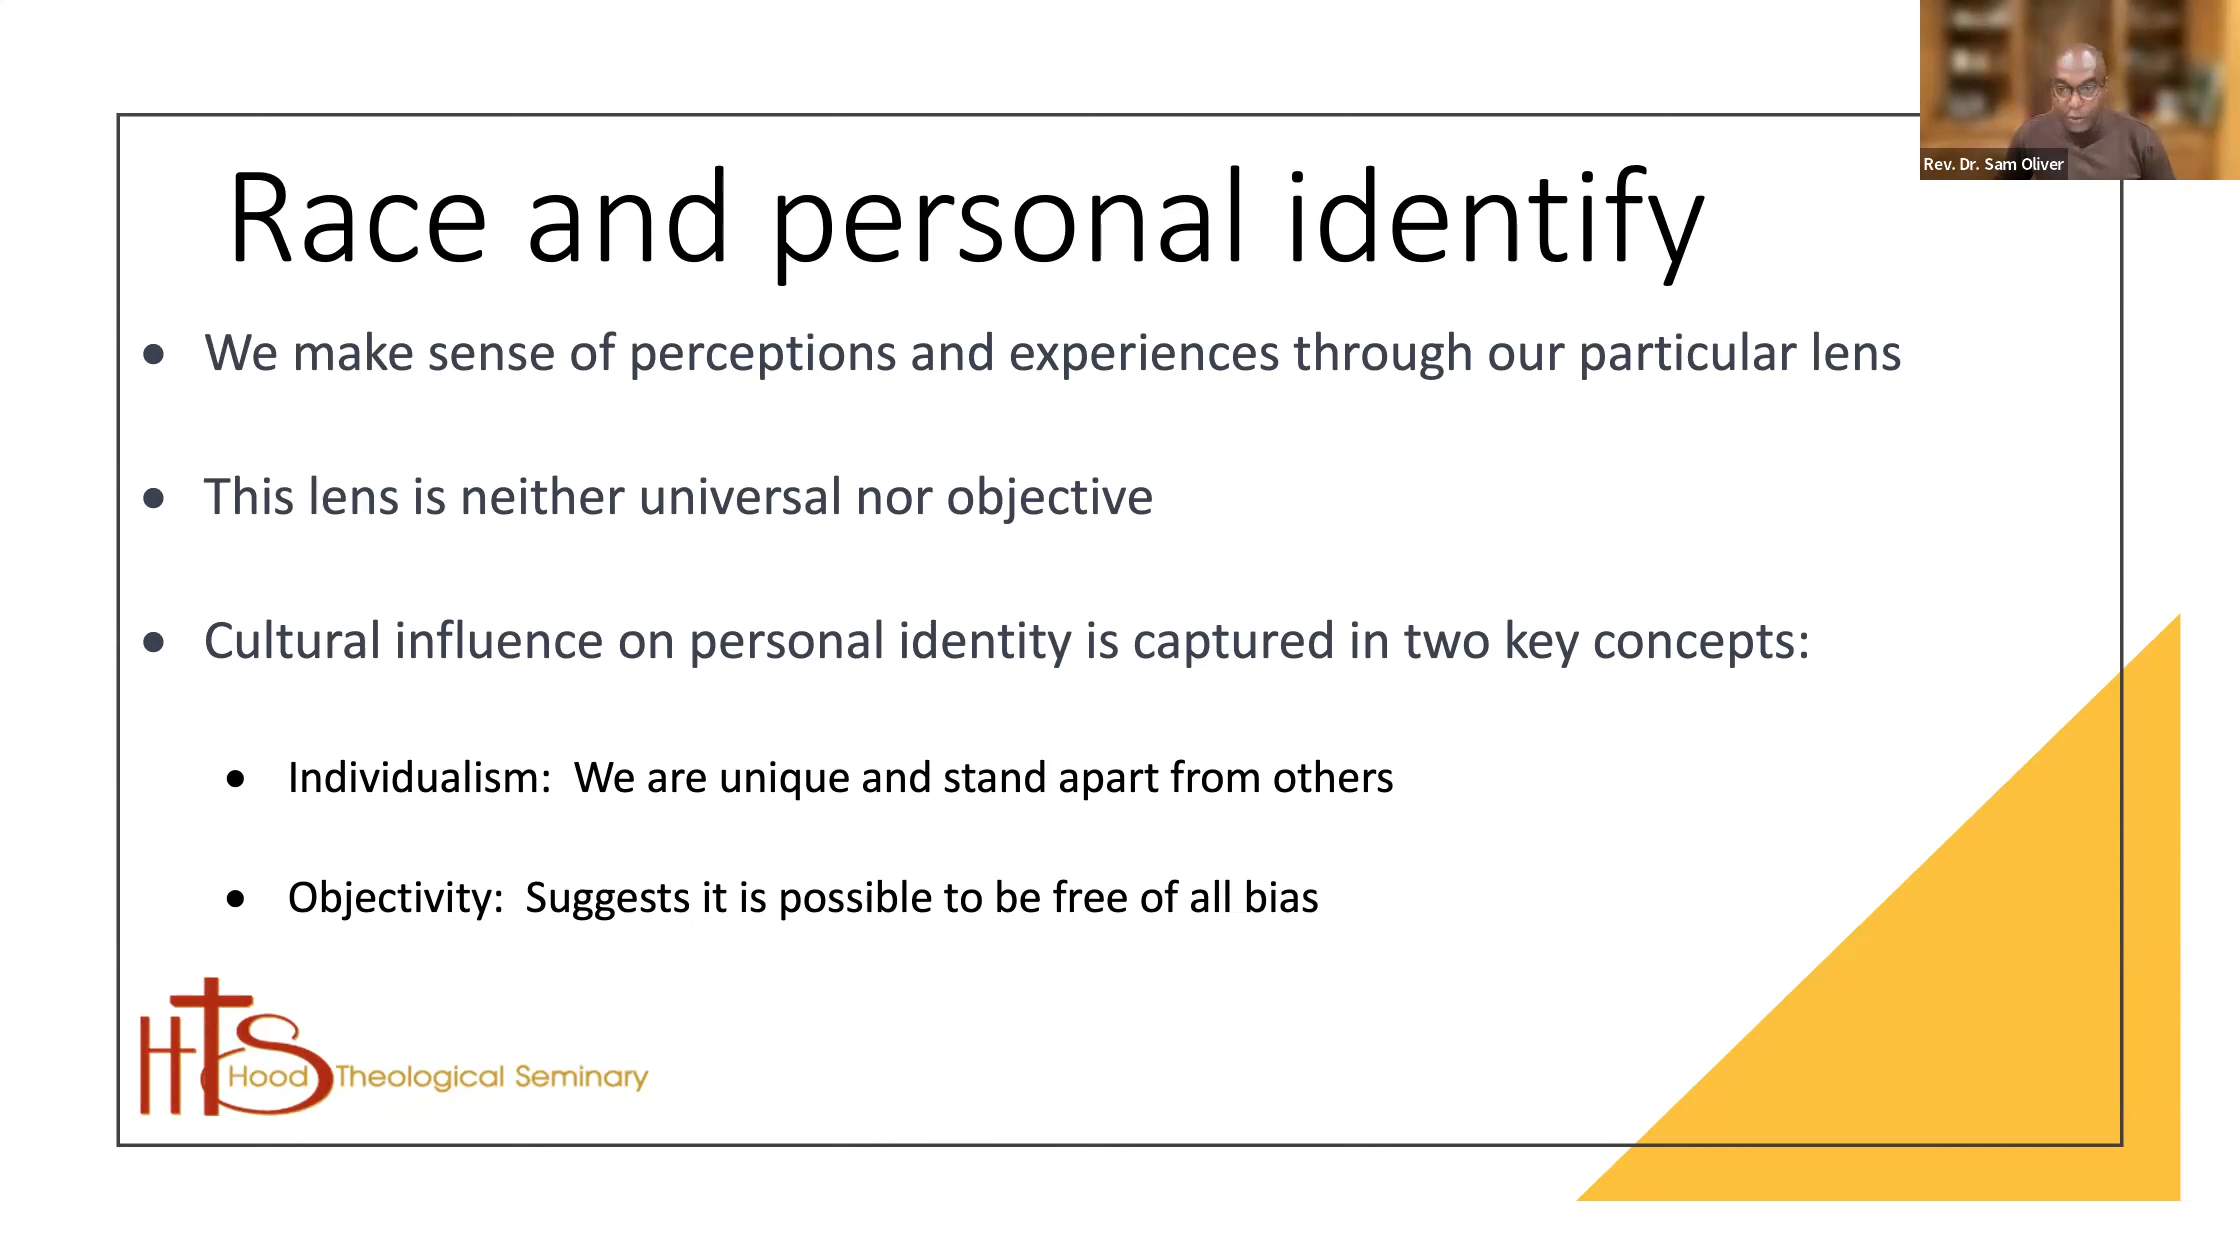 Rev. Dr. Sam Oliver
Race and personal identify
• We make sense of perceptions and experiences through our particular lens
• This lens is neither universal nor objective
• Cultural influence on personal identity is captured in two key concepts:
• Individualism:  We are unique and stand apart from others
• Objectivity:  Suggests it is possible to be free of all bias
HTS
Hood Theological Seminary